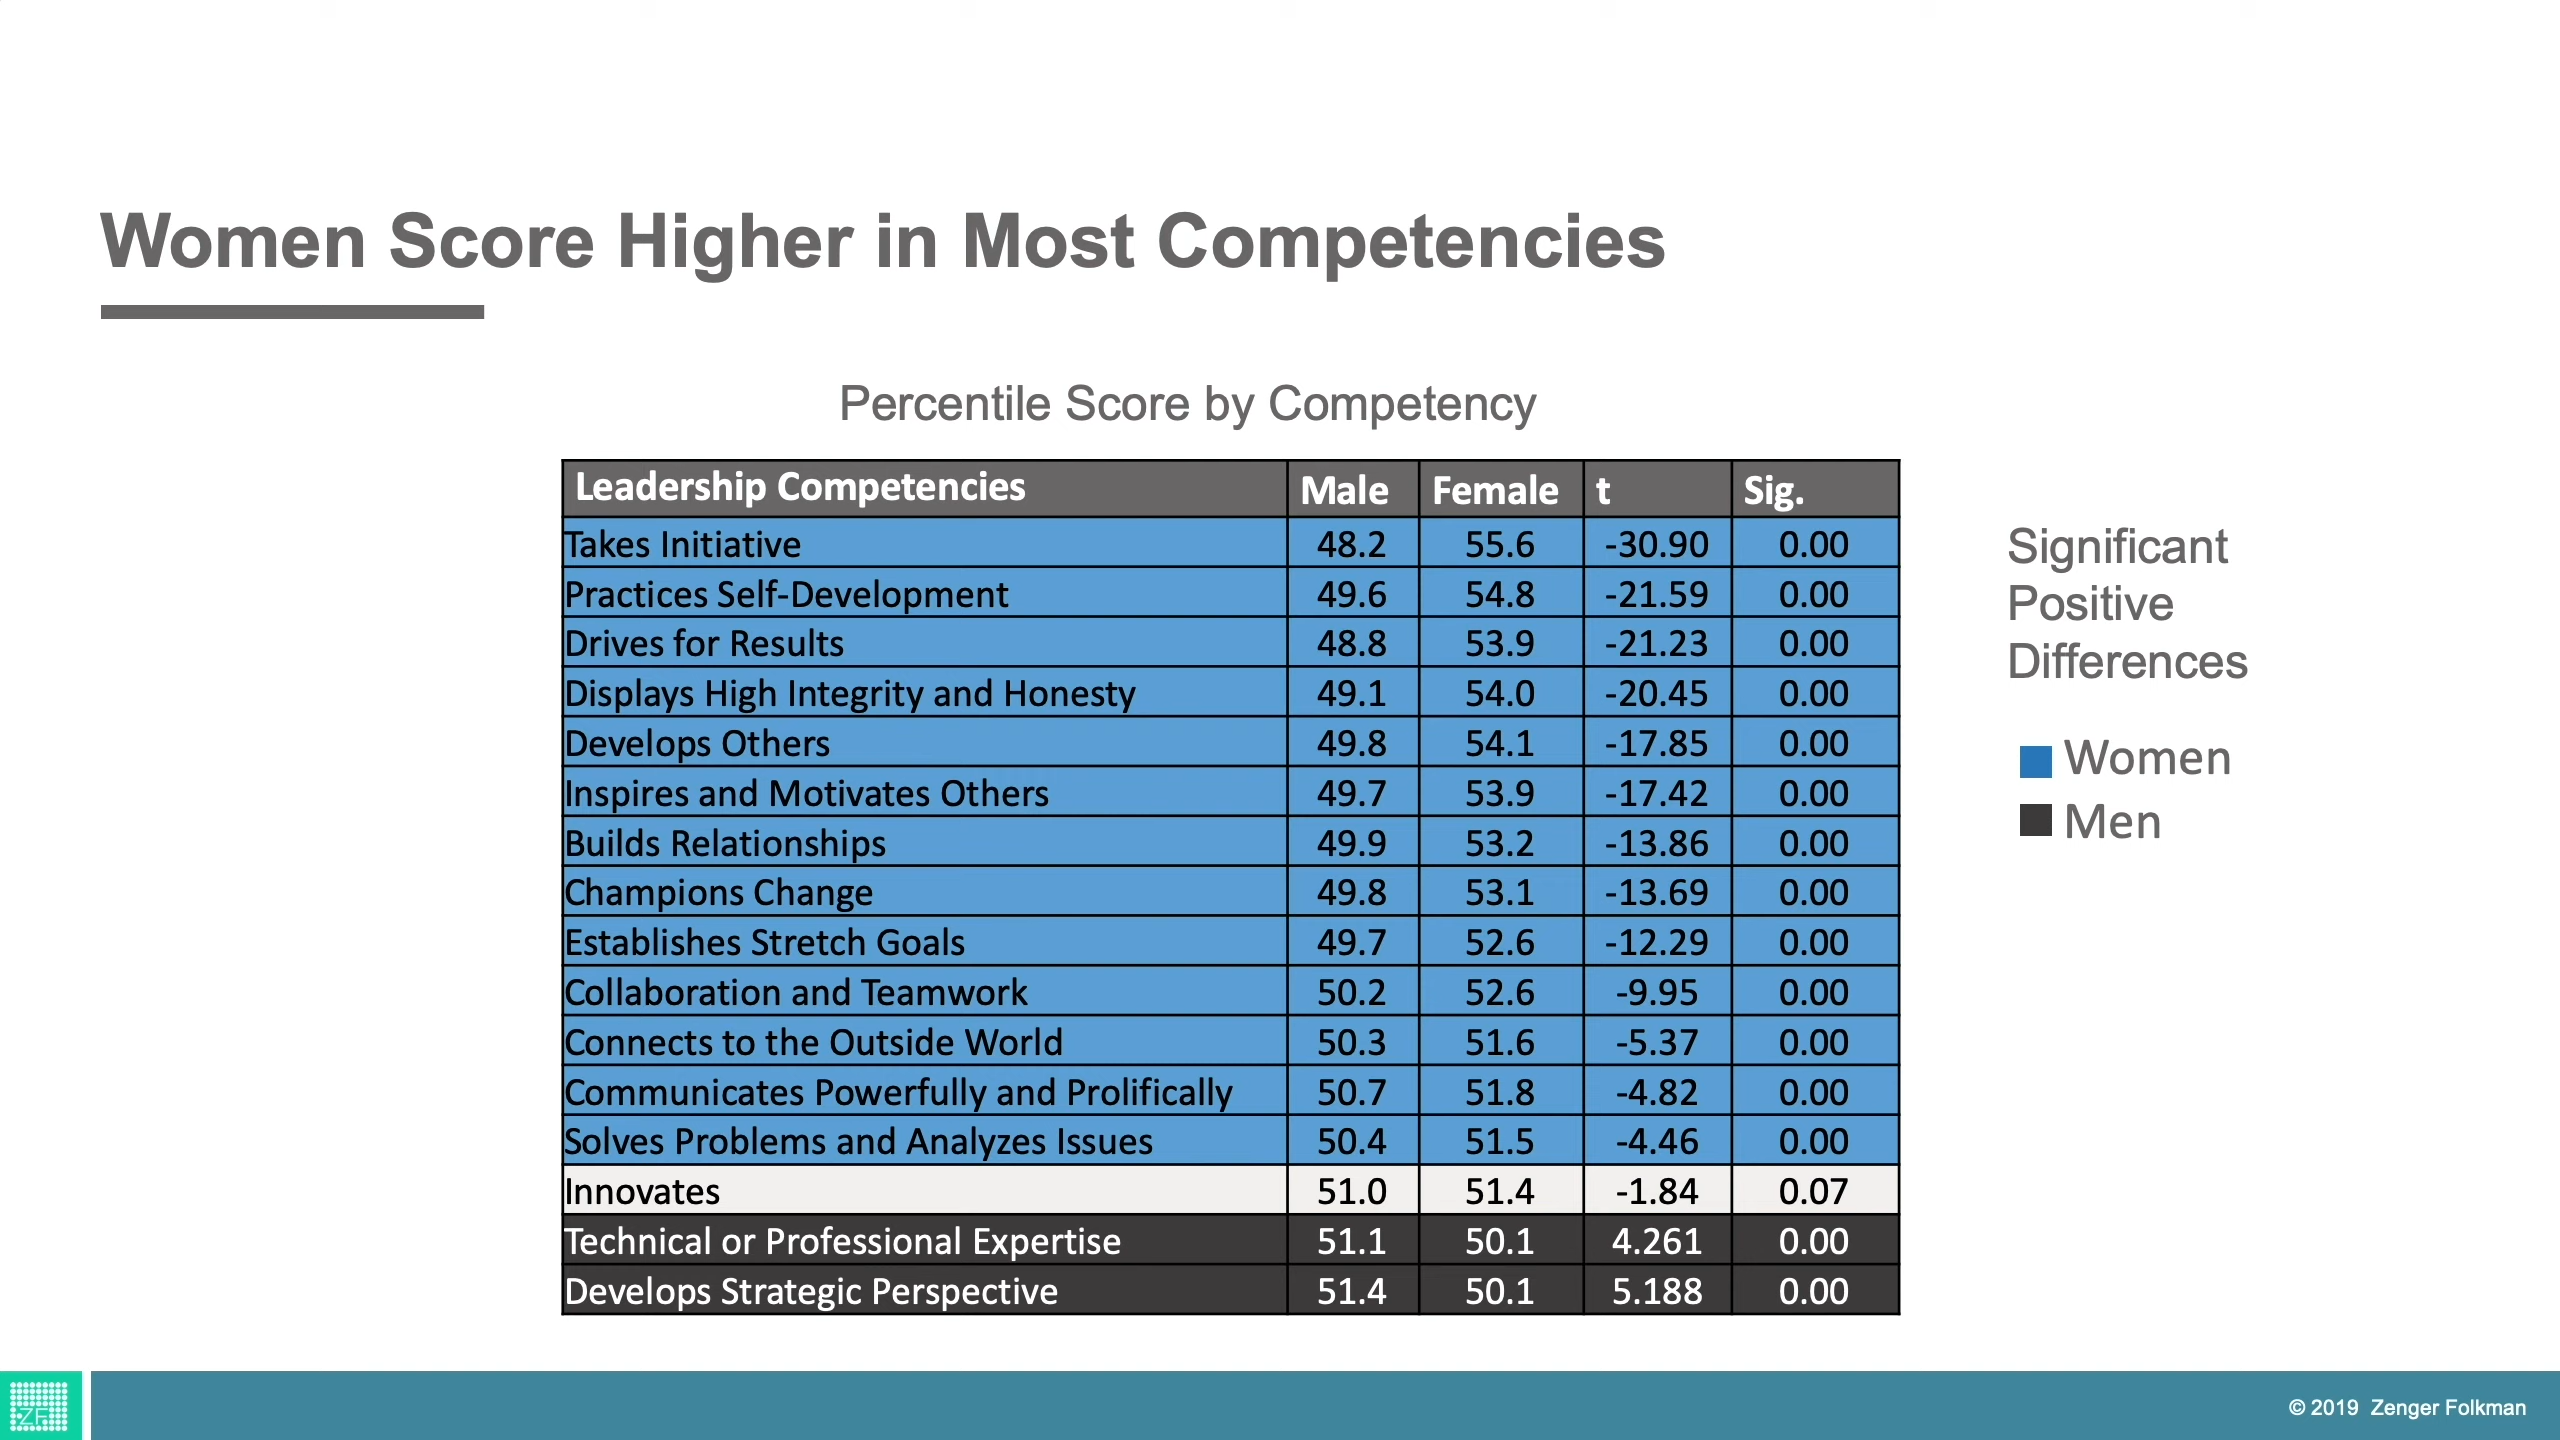 Women Score Higher in Most Competencies
Percentile Score by Competency
Leadership Competencies Male Female t Sig.
Takes Initiative 48.2 55.6 -30.90 0.00
Practices Self-Development 49.6 54.8 -21.59 0.00
Drives for Results 48.8 53.9 -21.23 0.00
Displays High Integrity and Honesty 49.1 54.0 -20.45 0.00
Develops Others 49.8 54.1 -17.85 0.00
Inspires and Motivates Others 49.7 53.9 -17.42 0.00
Builds Relationships 49.9 53.2 -13.86 0.00
Champions Change 49.8 53.1 -13.69 0.00
Establishes Stretch Goals 49.7 52.6 -12.29 0.00
Collaboration and Teamwork 50.2 52.6 -9.95 0.00
Connects to the Outside World 50.3 51.6 -5.37 0.00
Communicates Powerfully and Prolifically 50.7 51.8 -4.82 0.00
Solves Problems and Analyzes Issues 50.4 51.5 -4.46 0.00
Innovates 51.0 51.4 -1.84 0.07
Technical or Professional Expertise 51.1 50.1 4.261 0.00
Develops Strategic Perspective 51.4 50.1 5.188 0.00
Significant
Positive
Differences
Women
Men
ZF
© 2019 Zenger Folkman